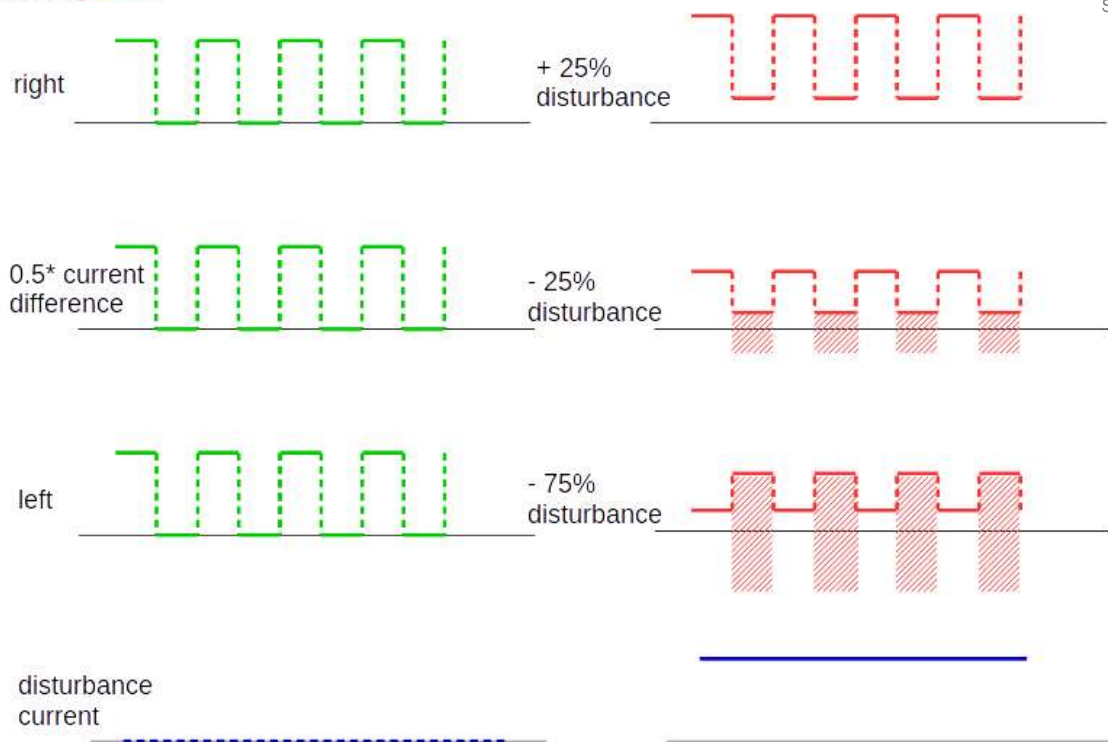 right
+ 25%
disturbance
0.5* current
difference
- 25%
disturbance
left
- 75%
disturbance
disturbance
current